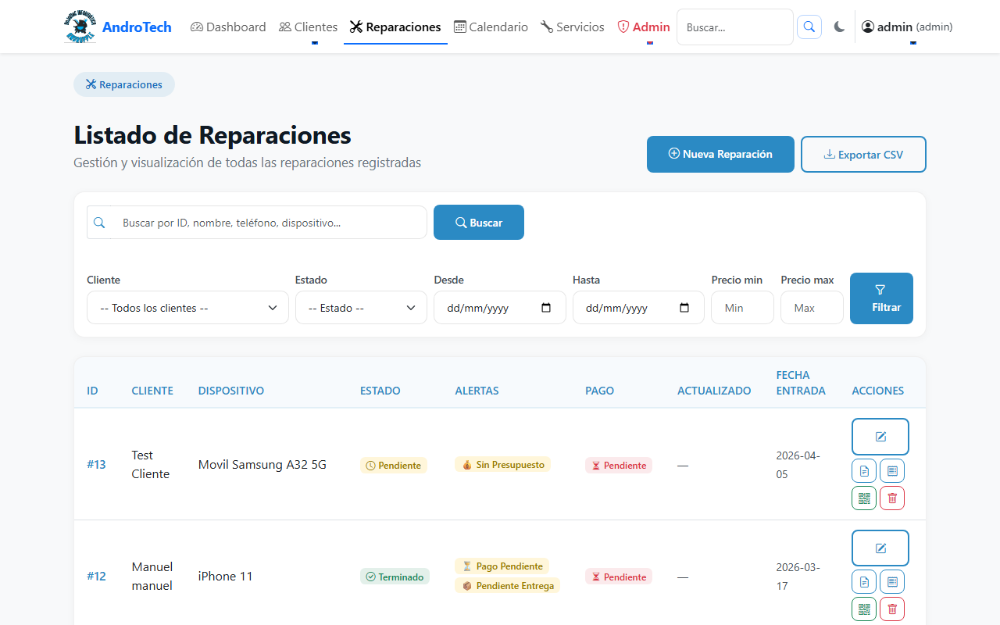 AndroTech
Dashboard
Clientes
Reparaciones
Calendario
Servicios
Admin
Buscar...
admin (admin)
Reparaciones
Listado de Reparaciones
Gestión y visualización de todas las reparaciones registradas
Nueva Reparación
Exportar CSV
Buscar por ID, nombre, teléfono, dispositivo...
Buscar
Cliente
Estado
Desde
Hasta
Precio min
Precio max
-- Todos los clientes --
-- Estado --
dd/mm/yyyy
dd/mm/yyyy
Min
Max
Filtrar
ID
CLIENTE
DISPOSITIVO
ESTADO
ALERTAS
PAGO
ACTUALIZADO
FECHA
ENTRADA
ACCIONES
#13
Test
Cliente
Movil Samsung A32 5G
Pendiente
Sin Presupuesto
Pendiente
—
2026-04-
05
#12
Manuel
manuel
iPhone 11
Terminado
Pago Pendiente
Pendiente Entrega
Pendiente
—
2026-03-
17